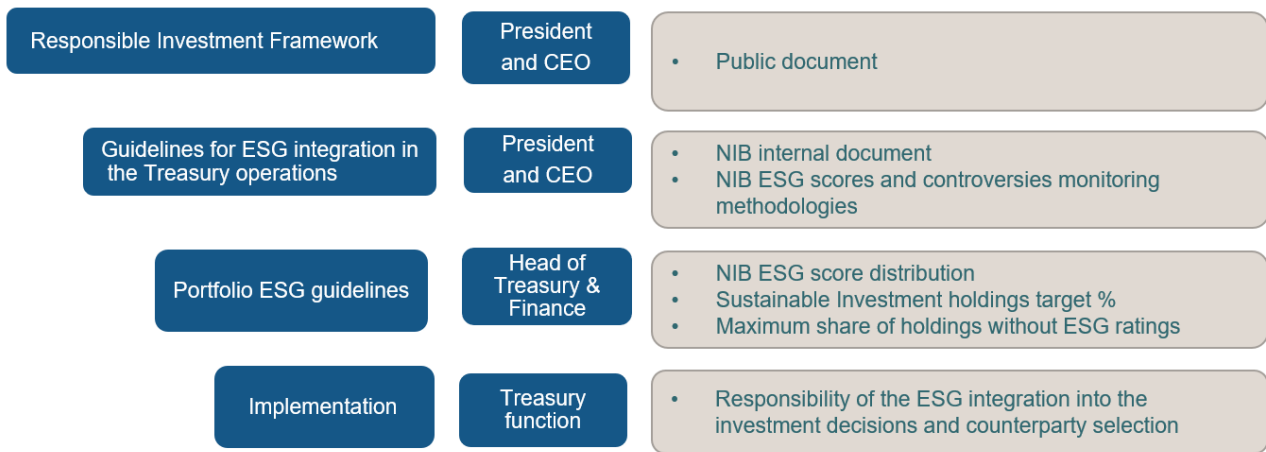 Responsible Investment Framework
President
and CEO
• Public document
Guidelines for ESG integration in
the Treasury operations
President
and CEO
• NIB internal document
• NIB ESG scores and controversies monitoring
methodologies
Portfolio ESG guidelines
Head of
Treasury &
Finance
• NIB ESG score distribution
• Sustainable Investment holdings target %
• Maximum share of holdings without ESG ratings
Implementation
Treasury
function
• Responsibility of the ESG integration into the
investment decisions and counterparty selection